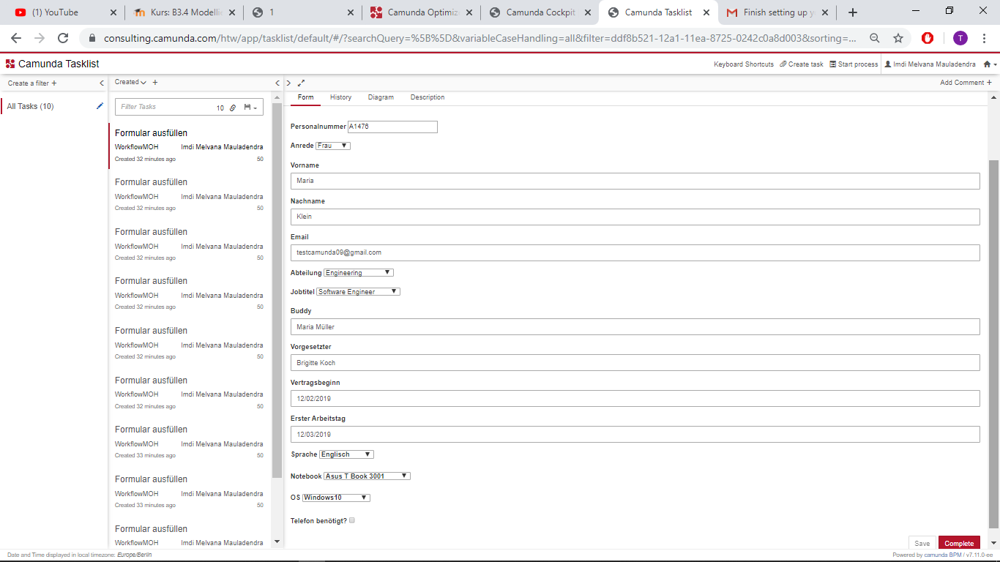 (1) YouTube
Kurs: B3.4 Modelli
1
Camunda Optimiz
Camunda Cockpit
Camunda Tasklist
Finish setting up y
consulting.camunda.com/htw/app/tasklist/default/#/?searchQuery=%5B%5D&variableCaseHandling=all&filter=ddf8b521-12a1-11ea-8725-0242c0a8d003&sorting=...
T
Camunda Tasklist
Keyboard Shortcuts Create task Start process Imdi Melvana Mauladendra
Create a filter +
Created +
Add Comment +
All Tasks (10)
Filter Tasks 10
Formular ausfüllen
WorkflowMOH Imdi Melvana Mauladendra
Created 32 minutes ago 50
Formular ausfüllen
WorkflowMOH Imdi Melvana Mauladendra
Created 32 minutes ago 50
Formular ausfüllen
WorkflowMOH Imdi Melvana Mauladendra
Created 32 minutes ago 50
Formular ausfüllen
WorkflowMOH Imdi Melvana Mauladendra
Created 32 minutes ago 50
Formular ausfüllen
WorkflowMOH Imdi Melvana Mauladendra
Created 32 minutes ago 50
Formular ausfüllen
WorkflowMOH Imdi Melvana Mauladendra
Created 32 minutes ago 50
Formular ausfüllen
WorkflowMOH Imdi Melvana Mauladendra
Created 33 minutes ago 50
Formular ausfüllen
WorkflowMOH Imdi Melvana Mauladendra
Created 33 minutes ago 50
Formular ausfüllen
WorkflowMOH Imdi Melvana Mauladendra
Form History Diagram Description
Personalnummer A1476
Anrede Frau
Vorname
Maria
Nachname
Klein
Email
testcamunda09@gmail.com
Abteilung Engineering
Jobtitel Software Engineer
Buddy
Maria Müller
Vorgesetzter
Brigitte Koch
Vertragsbeginn
12/02/2019
Erster Arbeitstag
12/03/2019
Sprache Englisch
Notebook Asus T Book 3001
OS Windows10
Telefon benötigt?
Save Complete
Date and Time displayed in local timezone: Europe/Berlin
Powered by camunda BPM / v7.11.0-ee